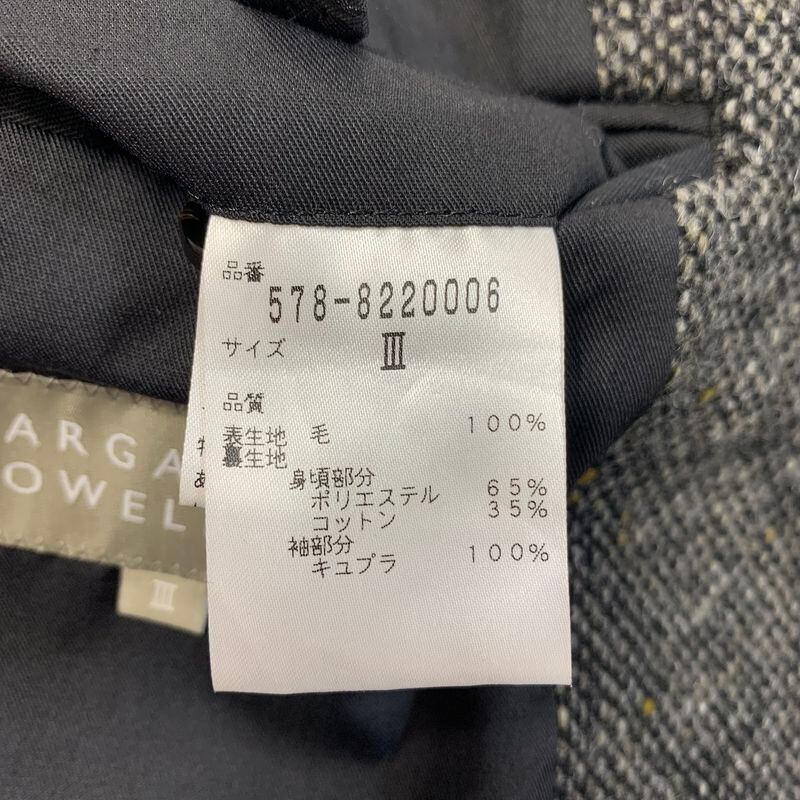 品番
578-8220006
サイズ Ⅲ
品質
表生地 毛 100%
裏生地
身頃部分
ポリエステル 65%
コットン 35%
袖部分
キュプラ 100%
ARGA
OWEL
Ⅲ